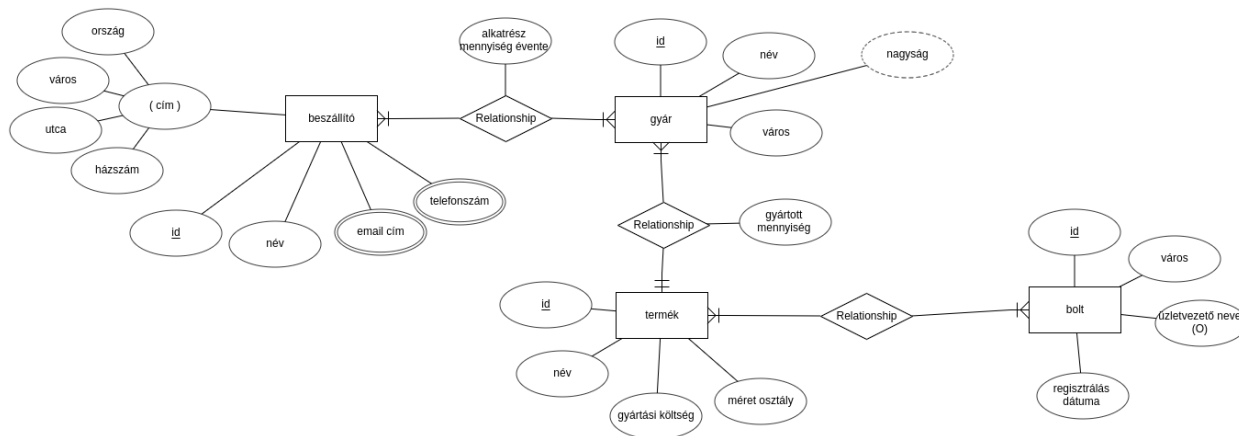 ország
város
utca
házszám
( cím )
beszállító
id
név
email cím
telefonszám
alkatrész
mennyiség évente
Relationship
id
név
nagyság
gyár
város
Relationship
gyártott
mennyiség
id
termék
név
gyártási költség
méret osztály
Relationship
id
város
bolt
üzletvezető neve
(O)
regisztrálás
dátuma